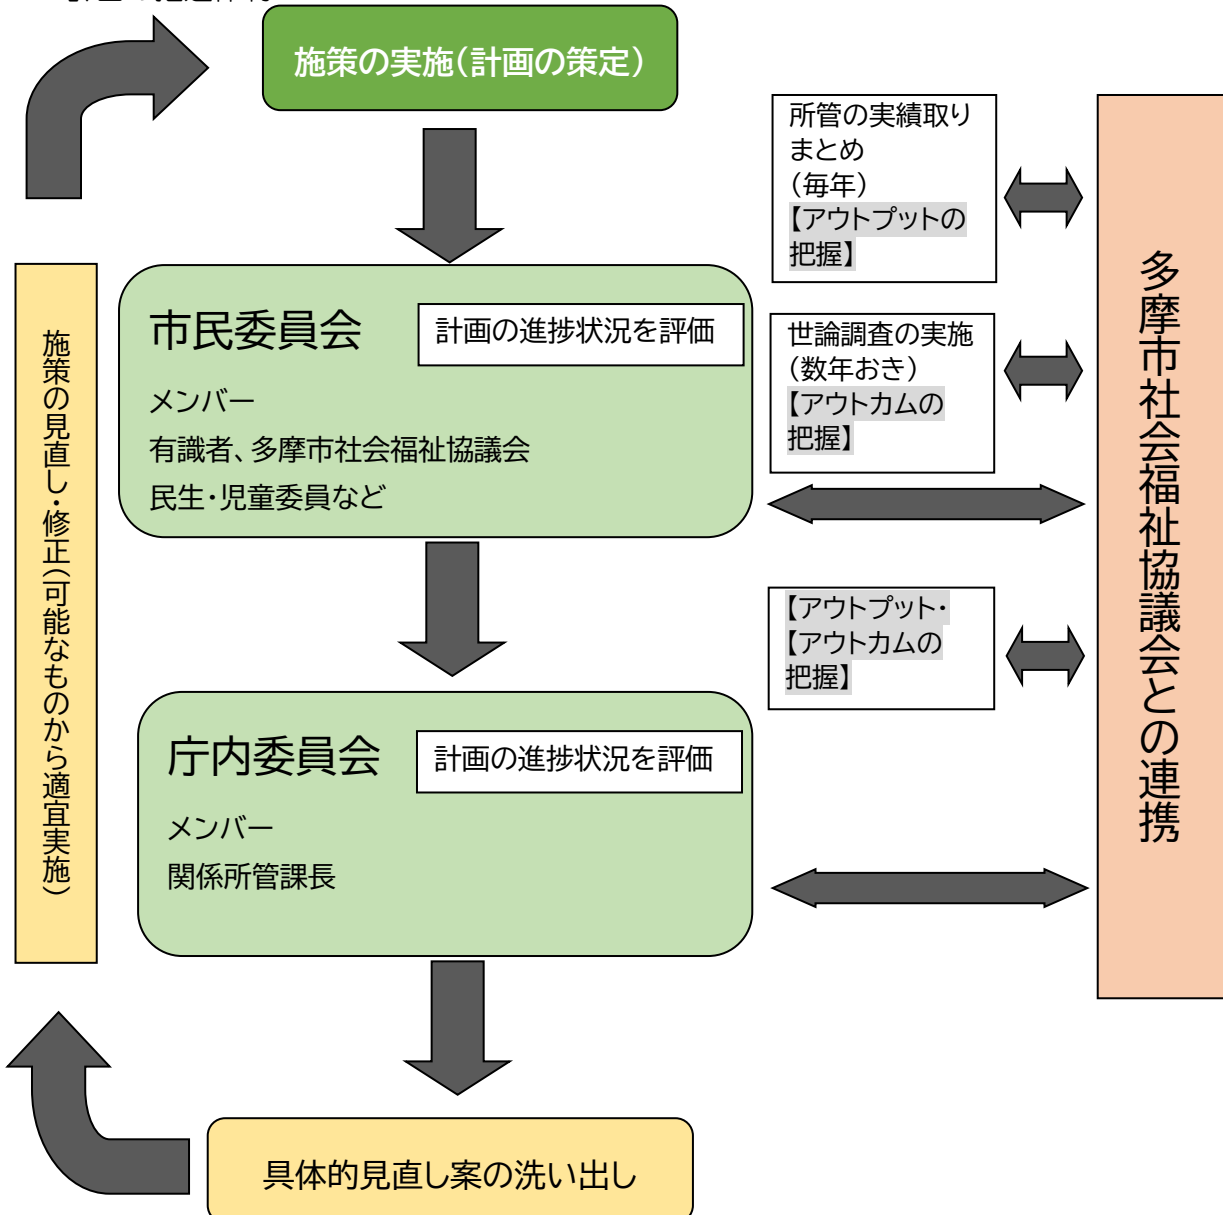 施策の実施(計画の策定)
所管の実績取り
まとめ
(毎年)
【アウトプットの
把握】
市民委員会
計画の進捗状況を評価
メンバー
有識者、多摩市社会福祉協議会
民生・児童委員など
世論調査の実施
(数年おき)
【アウトカムの
把握】
【アウトプット・
【アウトカムの
把握】
庁内委員会
計画の進捗状況を評価
メンバー
関係所管課長
具体的見直し案の洗い出し
施策の見直し・修正(可能なものから適宜実施)
多摩市社会福祉協議会との連携